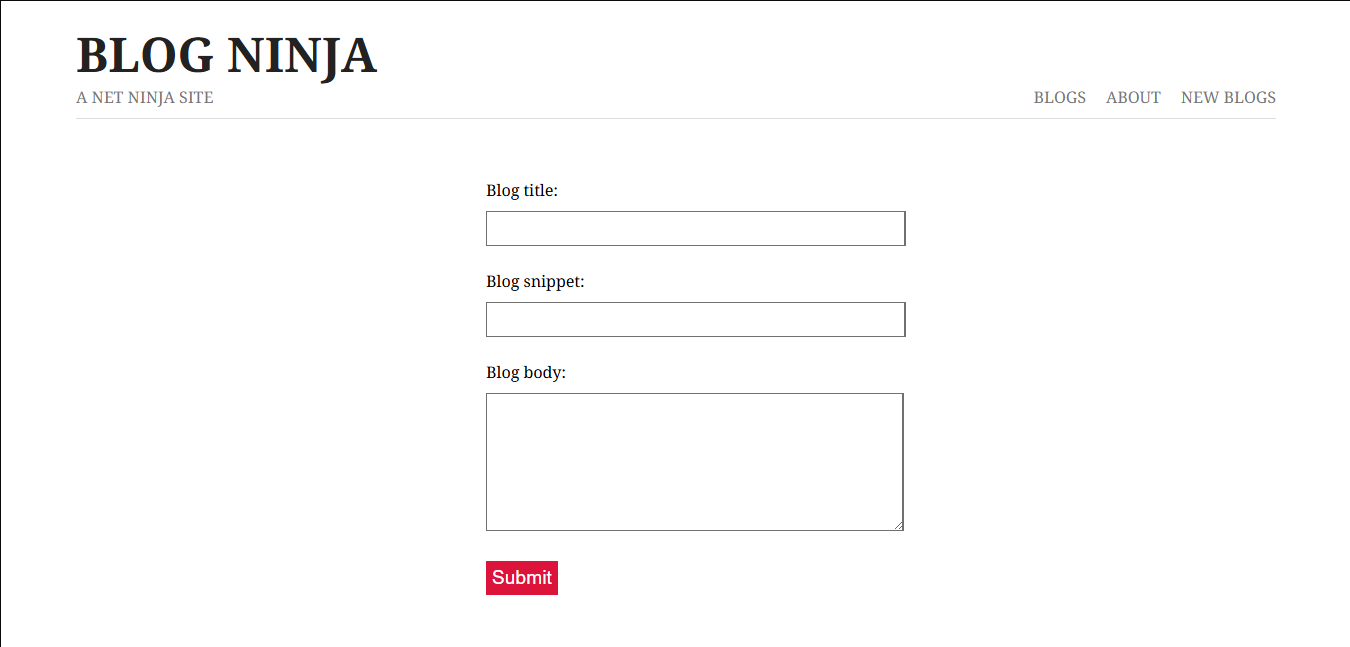 BLOG NINJA
A NET NINJA SITE
BLOGS ABOUT NEW BLOGS
Blog title:
Blog snippet:
Blog body:
Submit